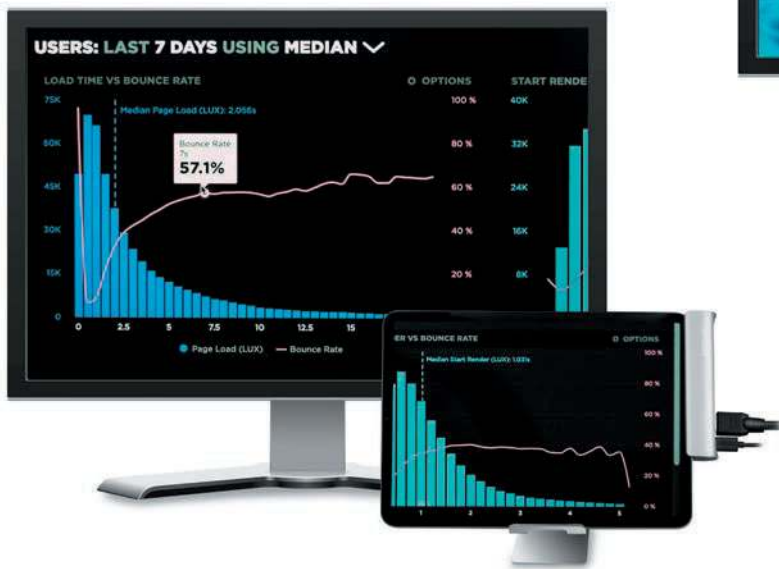 USERS: LAST 7 DAYS USING MEDIAN
LOAD TIME VS BOUNCE RATE
OPTIONS
START RENDE
75K
60K
45K
30K
15K
0
Median Page Load (LUX): 2.056s
Bounce Rate
7s
57.1%
100 %
80 %
60 %
40 %
20 %
40K
32K
24K
16K
8K
0 2.5 5 7.5 10 12.5 15
Page Load (LUX) Bounce Rate
ER VS BOUNCE RATE
OPTIONS
Median Start Render (LUX): 1.031s
100 %
80 %
60 %
40 %
20 %
0 %
1 2 3 4 5